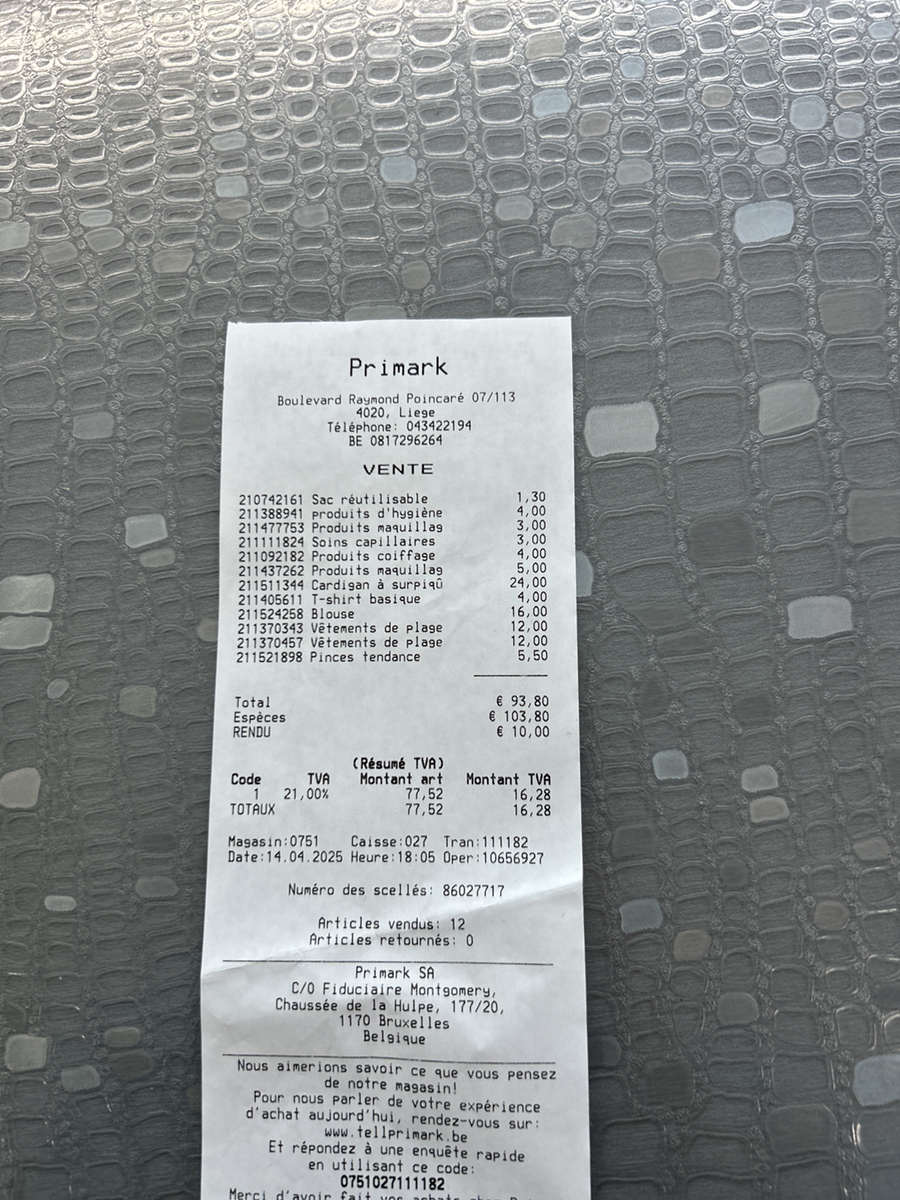 Primark
Boulevard Raymond Poincaré 07/113
4020, Liege
Téléphone: 043422194
BE 0817296264
VENTE
210742161 Sac réutilisable 1,30
211388941 produits d'hygiène 4,00
211477753 Produits maquillag 3,00
211111824 Soins capillaires 3,00
211092182 Produits coiffage 4,00
211437262 Produits maquillag 5,00
211511344 Cardigan à surpiqû 24,00
211405611 T-shirt basique 4,00
211524258 Blouse 16,00
211370343 Vêtements de plage 12,00
211370457 Vêtements de plage 12,00
211521898 Pinces tendance 5,50
Total € 93,80
Espèces € 103,80
RENDU € 10,00
(Résumé TVA)
Code TVA Montant art Montant TVA
1 21,00% 77,52 16,28
TOTAUX 77,52 16,28
Magasin:0751 Caisse:027 Tran:111182
Date:14.04.2025 Heure:18:05 Oper:10656927
Numéro des scellés: 86027717
Articles vendus: 12
Articles retournés: 0
Primark SA
C/O Fiduciaire Montgomery,
Chaussée de la Hulpe, 177/20,
1170 Bruxelles
Belgique
Nous aimerions savoir ce que vous pensez
de notre magasin!
Pour nous parler de votre expérience
d'achat aujourd'hui, rendez-vous sur:
www.tellprimark.be
Et répondez à une enquête rapide
en utilisant ce code:
0751027111182
Merci d'avoir fait vos achats chez